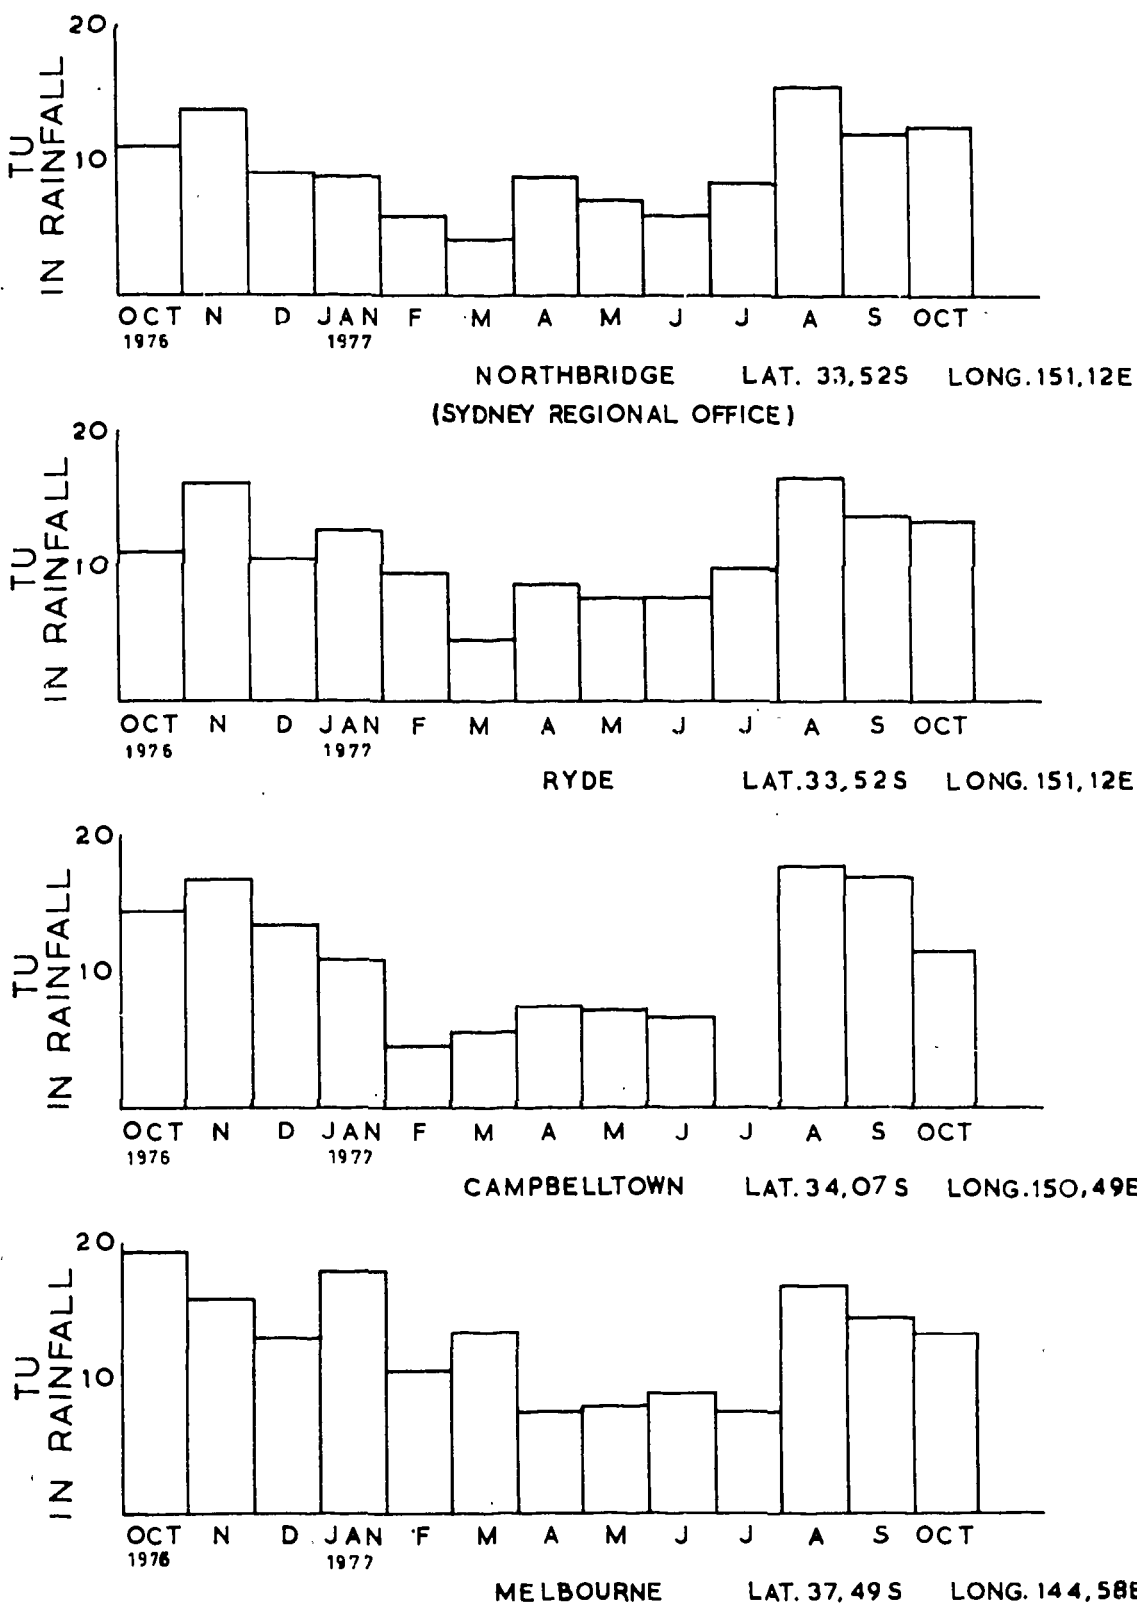 20
TU
IN RAINFALL
10
OCT N D JAN F M A M J J A S OCT
1976 1977
NORTHBRIDGE LAT. 33,52S LONG.151,12E
(SYDNEY REGIONAL OFFICE)
20
TU
IN RAINFALL
10
OCT N D JAN F M A M J J A S OCT
1976 1977
RYDE LAT.33,52S LONG.151,12E
20
TU
IN RAINFALL
10
OCT N D JAN F M A M J J A S OCT
1976 1977
CAMPBELLTOWN LAT.34,07S LONG.150,49E
20
TU
IN RAINFALL
10
OCT N D JAN F M A M J J A S OCT
1976 1977
MELBOURNE LAT. 37,49S LONG. 144,58E